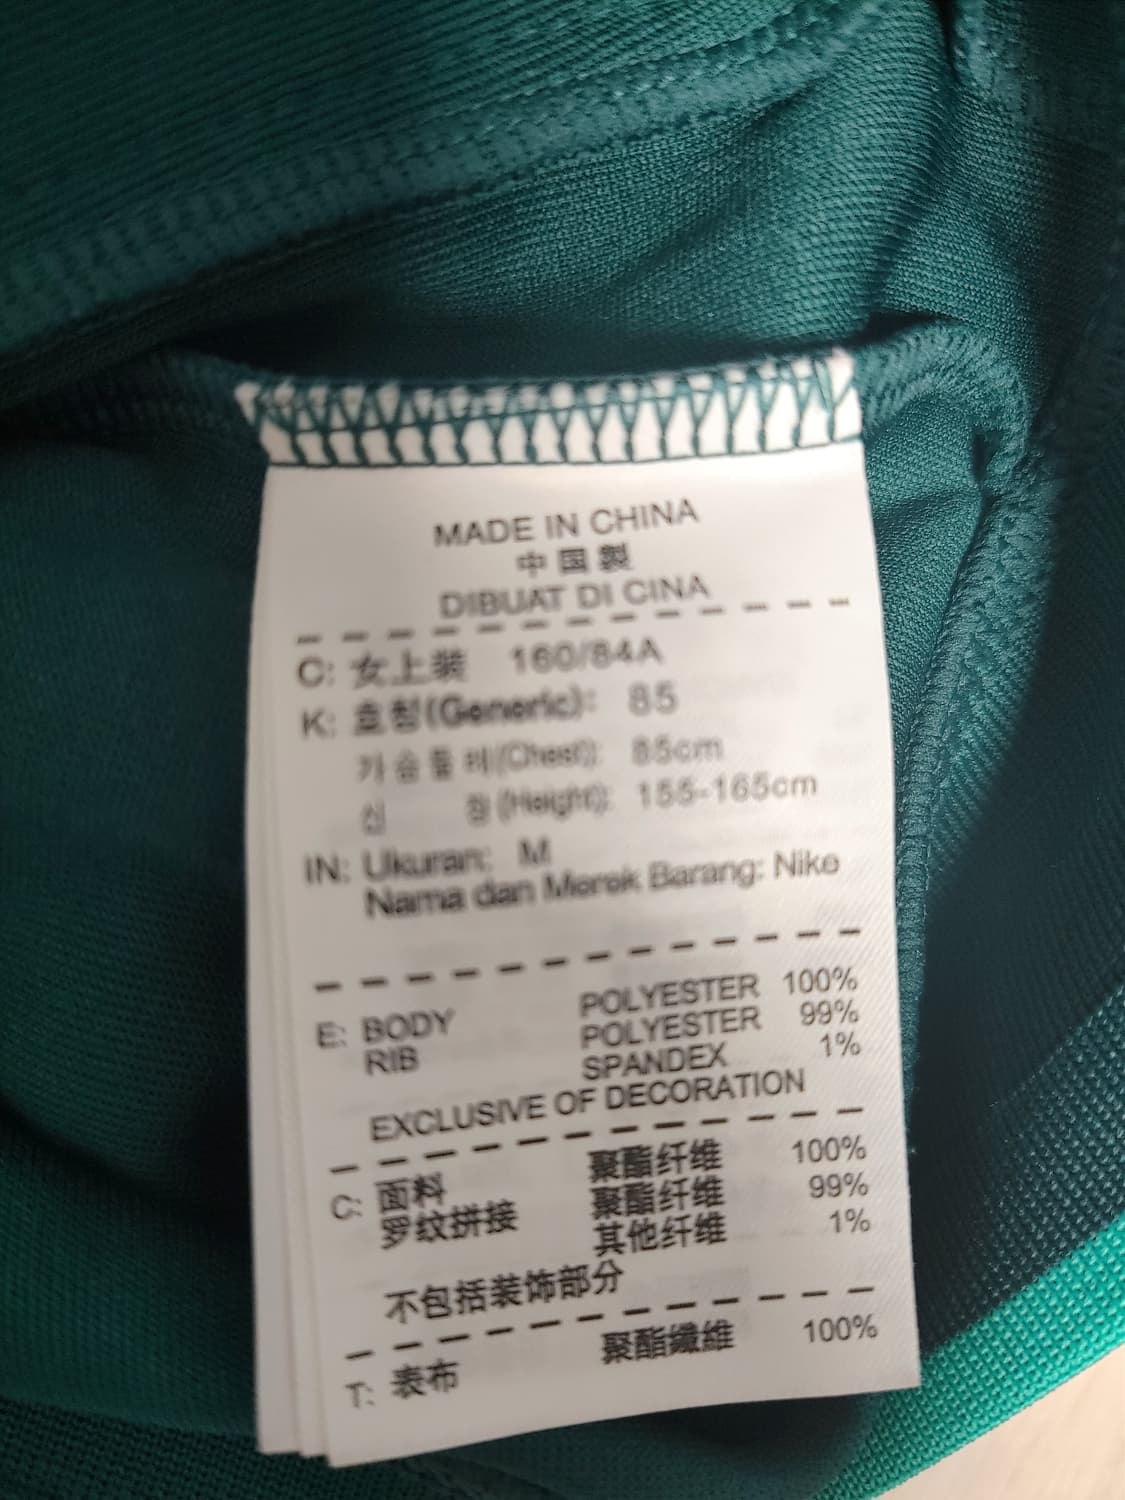 MADE IN CHINA
中国製
DIBUAT DI CINA
C: 女上装 160/84A
K: 호칭(Generic): 85
가슴둘레(Chest): 85cm
신 장(Height): 155-165cm
IN: Ukuran: M
Nama dan Merek Barang: Nike
E: BODY POLYESTER 100%
RIB POLYESTER 99%
SPANDEX 1%
EXCLUSIVE OF DECORATION
C: 面料 聚酯纤维 100%
罗纹拼接 聚酯纤维 99%
其他纤维 1%
不包括装饰部分
T: 表布 聚酯纖維 100%